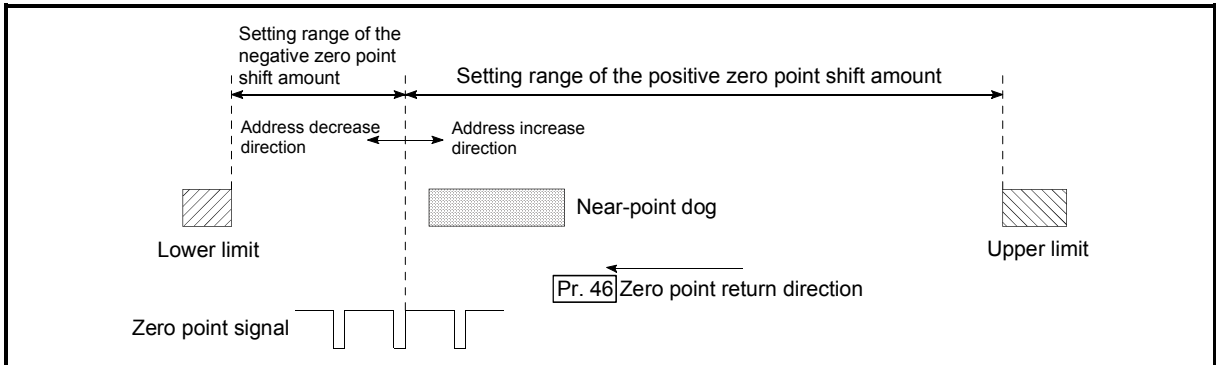 Setting range of the
negative zero point
shift amount
Setting range of the positive zero point shift amount
Address decrease
direction
Address increase
direction
Near-point dog
Lower limit
Upper limit
Pr. 46 Zero point return direction
Zero point signal